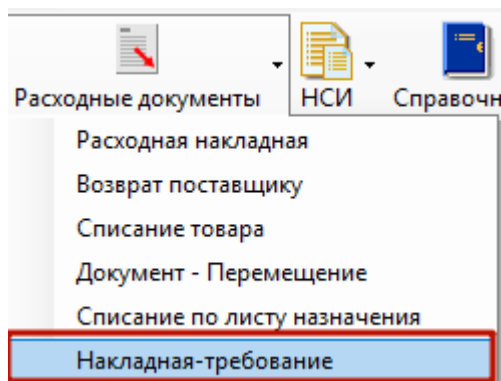 Расходные документы НСИ Справочн
Расходная накладная
Возврат поставщику
Списание товара
Документ - Перемещение
Списание по листу назначения
Накладная-требование